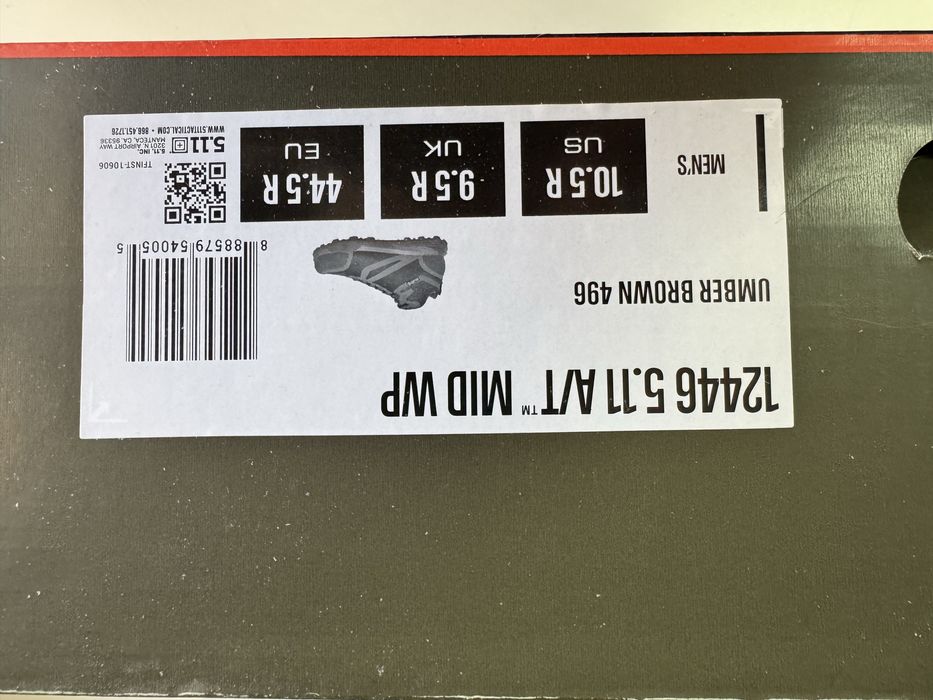 12446 5.11 A/T™ MID WP
UMBER BROWN 496
MEN'S
10.5 R
US
9.5 R
UK
44.5 R
EU
8 88579 54005 5
TFINST-10606
5.11
5.11, INC.
3201 N. AIRPORT WAY
MANTECA, CA. 95336
WWW.511TACTICAL.COM • 866.451.1726